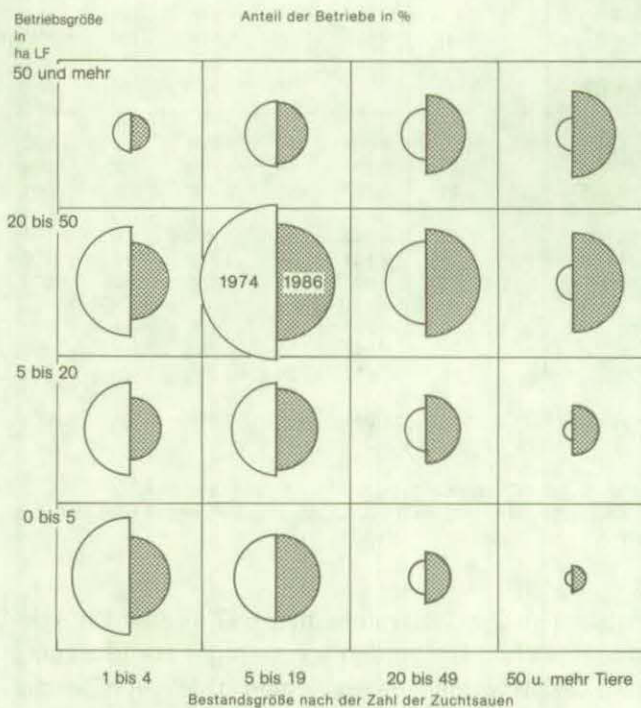 Betriebsgröße
in
ha LF
Anteil der Betriebe in %
50 und mehr
20 bis 50
1974 1986
5 bis 20
0 bis 5
1 bis 4 5 bis 19 20 bis 49 50 u. mehr Tiere
Bestandsgröße nach der Zahl der Zuchtsauen